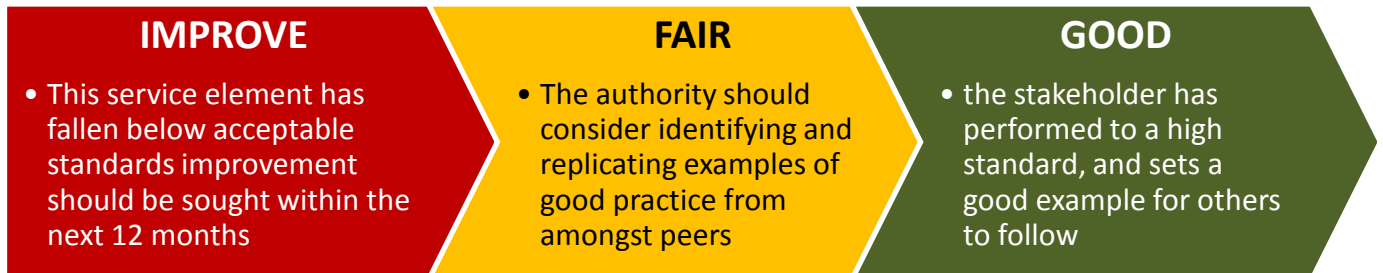 IMPROVE
• This service element has
fallen below acceptable
standards improvement
should be sought within the
next 12 months
FAIR
• The authority should
consider identifying and
replicating examples of
good practice from
amongst peers
GOOD
• the stakeholder has
performed to a high
standard, and sets a
good example for others
to follow